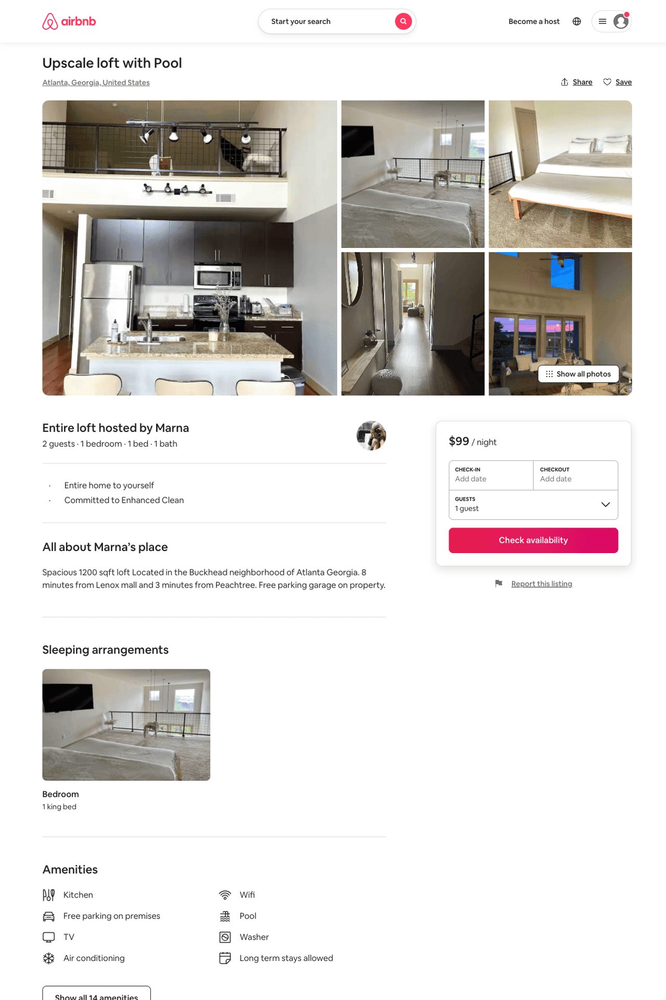 airbnb
Start your search
Become a host
Upscale loft with Pool
Atlanta, Georgia, United States
Share
Save
Show all photos
Entire loft hosted by Marna
2 guests · 1 bedroom · 1 bed · 1 bath
· Entire home to yourself
· Committed to Enhanced Clean
All about Marna’s place
Spacious 1200 sqft loft Located in the Buckhead neighborhood of Atlanta Georgia. 8
minutes from Lenox mall and 3 minutes from Peachtree. Free parking garage on property.
$99 / night
CHECK-IN
Add date
CHECKOUT
Add date
GUESTS
1 guest
Check availability
Report this listing
Sleeping arrangements
Bedroom
1 king bed
Amenities
Kitchen
Wifi
Free parking on premises
Pool
TV
Washer
Air conditioning
Long term stays allowed
Show all 14 amenities